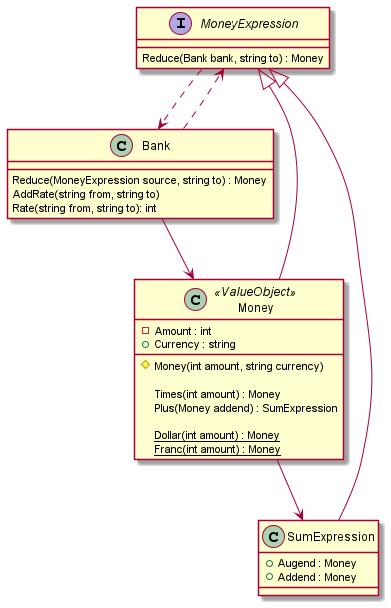 I MoneyExpression
Reduce(Bank bank, string to) : Money
C Bank
Reduce(MoneyExpression source, string to) : Money
AddRate(string from, string to)
Rate(string from, string to): int
C «ValueObject»
Money
Amount : int
Currency : string
Money(int amount, string currency)
Times(int amount) : Money
Plus(Money addend) : SumExpression
Dollar(int amount) : Money
Franc(int amount) : Money
C SumExpression
Augend : Money
Addend : Money